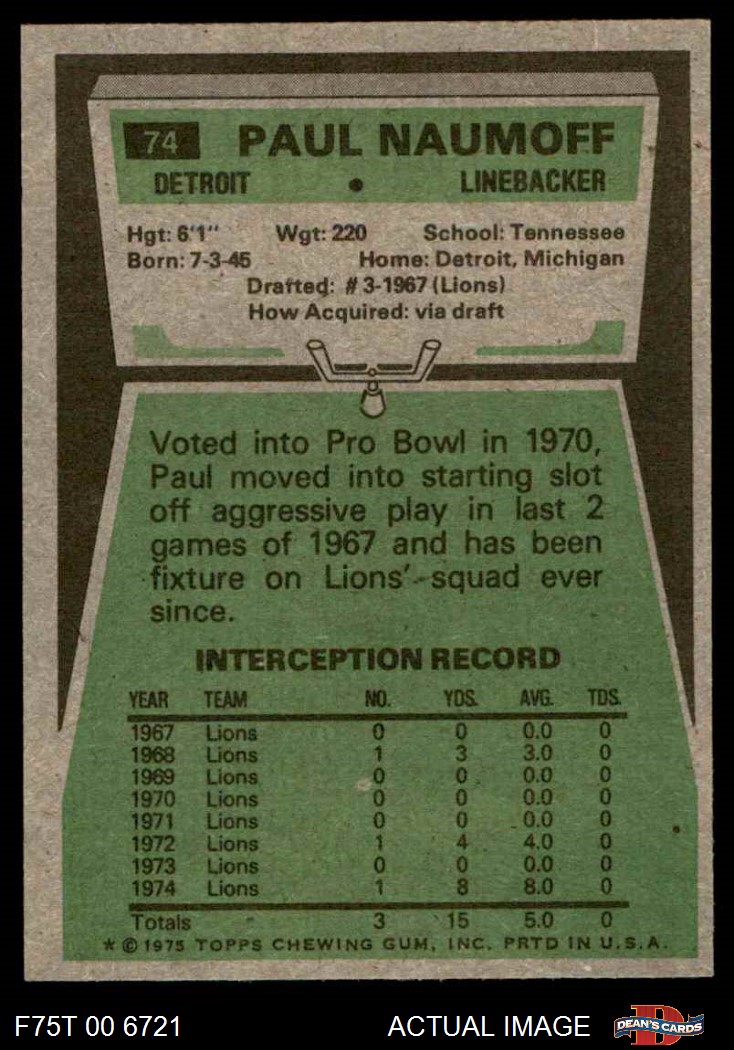 74 PAUL NAUMOFF
DETROIT • LINEBACKER
Hgt: 6'1" Wgt: 220 School: Tennessee
Born: 7-3-45 Home: Detroit, Michigan
Drafted: #3-1967 (Lions)
How Acquired: via draft
Voted into Pro Bowl in 1970,
Paul moved into starting slot
off aggressive play in last 2
games of 1967 and has been
fixture on Lions' squad ever
since.
INTERCEPTION RECORD
YEAR TEAM NO. YDS. AVG. TDS.
1967 Lions 0 0 0.0 0
1968 Lions 1 3 3.0 0
1969 Lions 0 0 0.0 0
1970 Lions 0 0 0.0 0
1971 Lions 0 0 0.0 0
1972 Lions 1 4 4.0 0
1973 Lions 0 0 0.0 0
1974 Lions 1 8 8.0 0
Totals 3 15 5.0 0
* © 1975 TOPPS CHEWING GUM, INC. PRTD IN U.S.A.
F75T 00 6721 ACTUAL IMAGE D DEAN'S CARDS